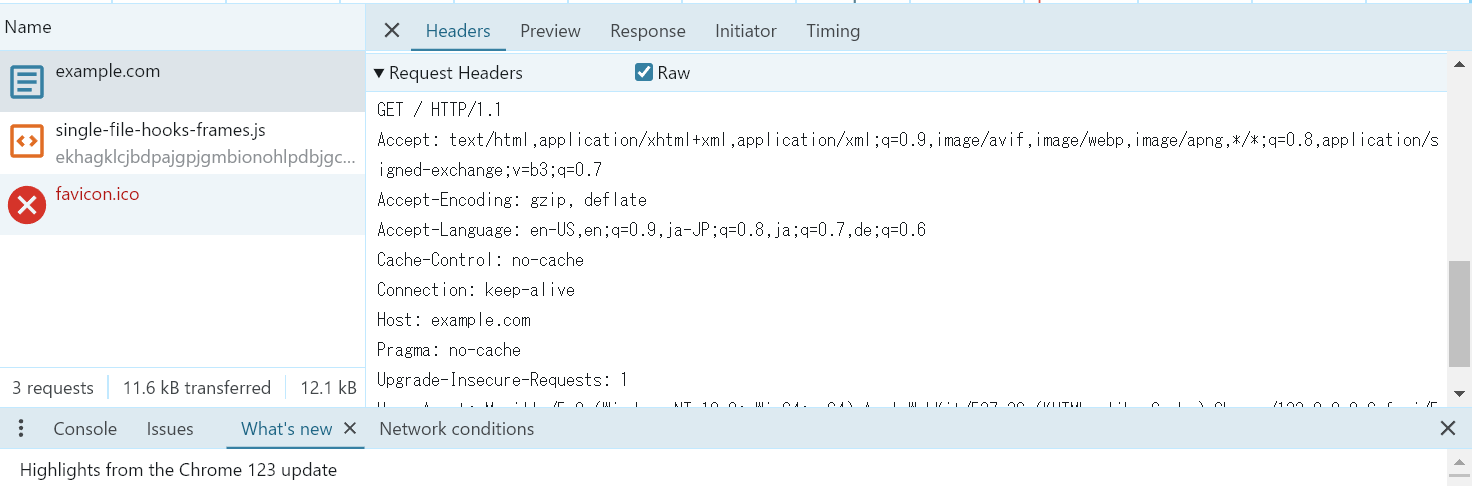 Name
example.com
single-file-hooks-frames.js
ekhagklcjbdpajgpjgmbionohlpdbjgc...
favicon.ico
3 requests 11.6 kB transferred 12.1 kB
Headers Preview Response Initiator Timing
Request Headers Raw
GET / HTTP/1.1
Accept: text/html,application/xhtml+xml,application/xml;q=0.9,image/avif,image/webp,image/apng,*/*;q=0.8,application/s
igned-exchange;v=b3;q=0.7
Accept-Encoding: gzip, deflate
Accept-Language: en-US,en;q=0.9,ja-JP;q=0.8,ja;q=0.7,de;q=0.6
Cache-Control: no-cache
Connection: keep-alive
Host: example.com
Pragma: no-cache
Upgrade-Insecure-Requests: 1
Console Issues What's new Network conditions
Highlights from the Chrome 123 update